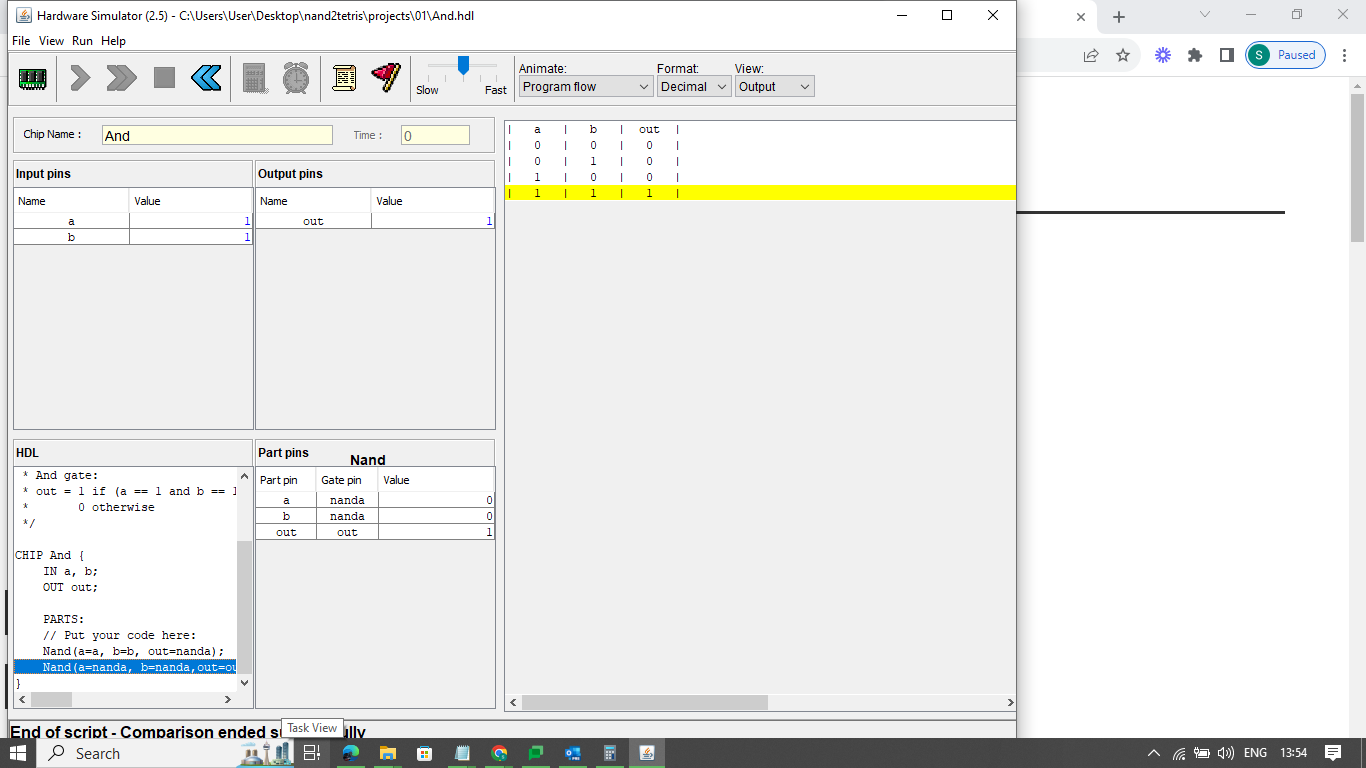 Hardware Simulator (2.5) - C:\Users\User\Desktop\nand2tetris\projects\01\And.hdl
File View Run Help
S Paused
Slow Fast
Animate: Format: View:
Program flow Decimal Output
Chip Name : And Time : 0
Input pins
Name Value
a 1
b 1
Output pins
Name Value
out 1
| a | b | out |
| 0 | 0 | 0 |
| 0 | 1 | 0 |
| 1 | 0 | 0 |
| 1 | 1 | 1 |
HDL
* And gate:
* out = 1 if (a == 1 and b == 1
* 0 otherwise
*/
CHIP And {
IN a, b;
OUT out;
PARTS:
// Put your code here:
Nand(a=a, b=b, out=nanda);
Nand(a=nanda, b=nanda,out=ou
}
Part pins Nand
Part pin Gate pin Value
a nanda 0
b nanda 0
out out 1
End of script - Comparison ended s
Task View
Search
ENG 13:54